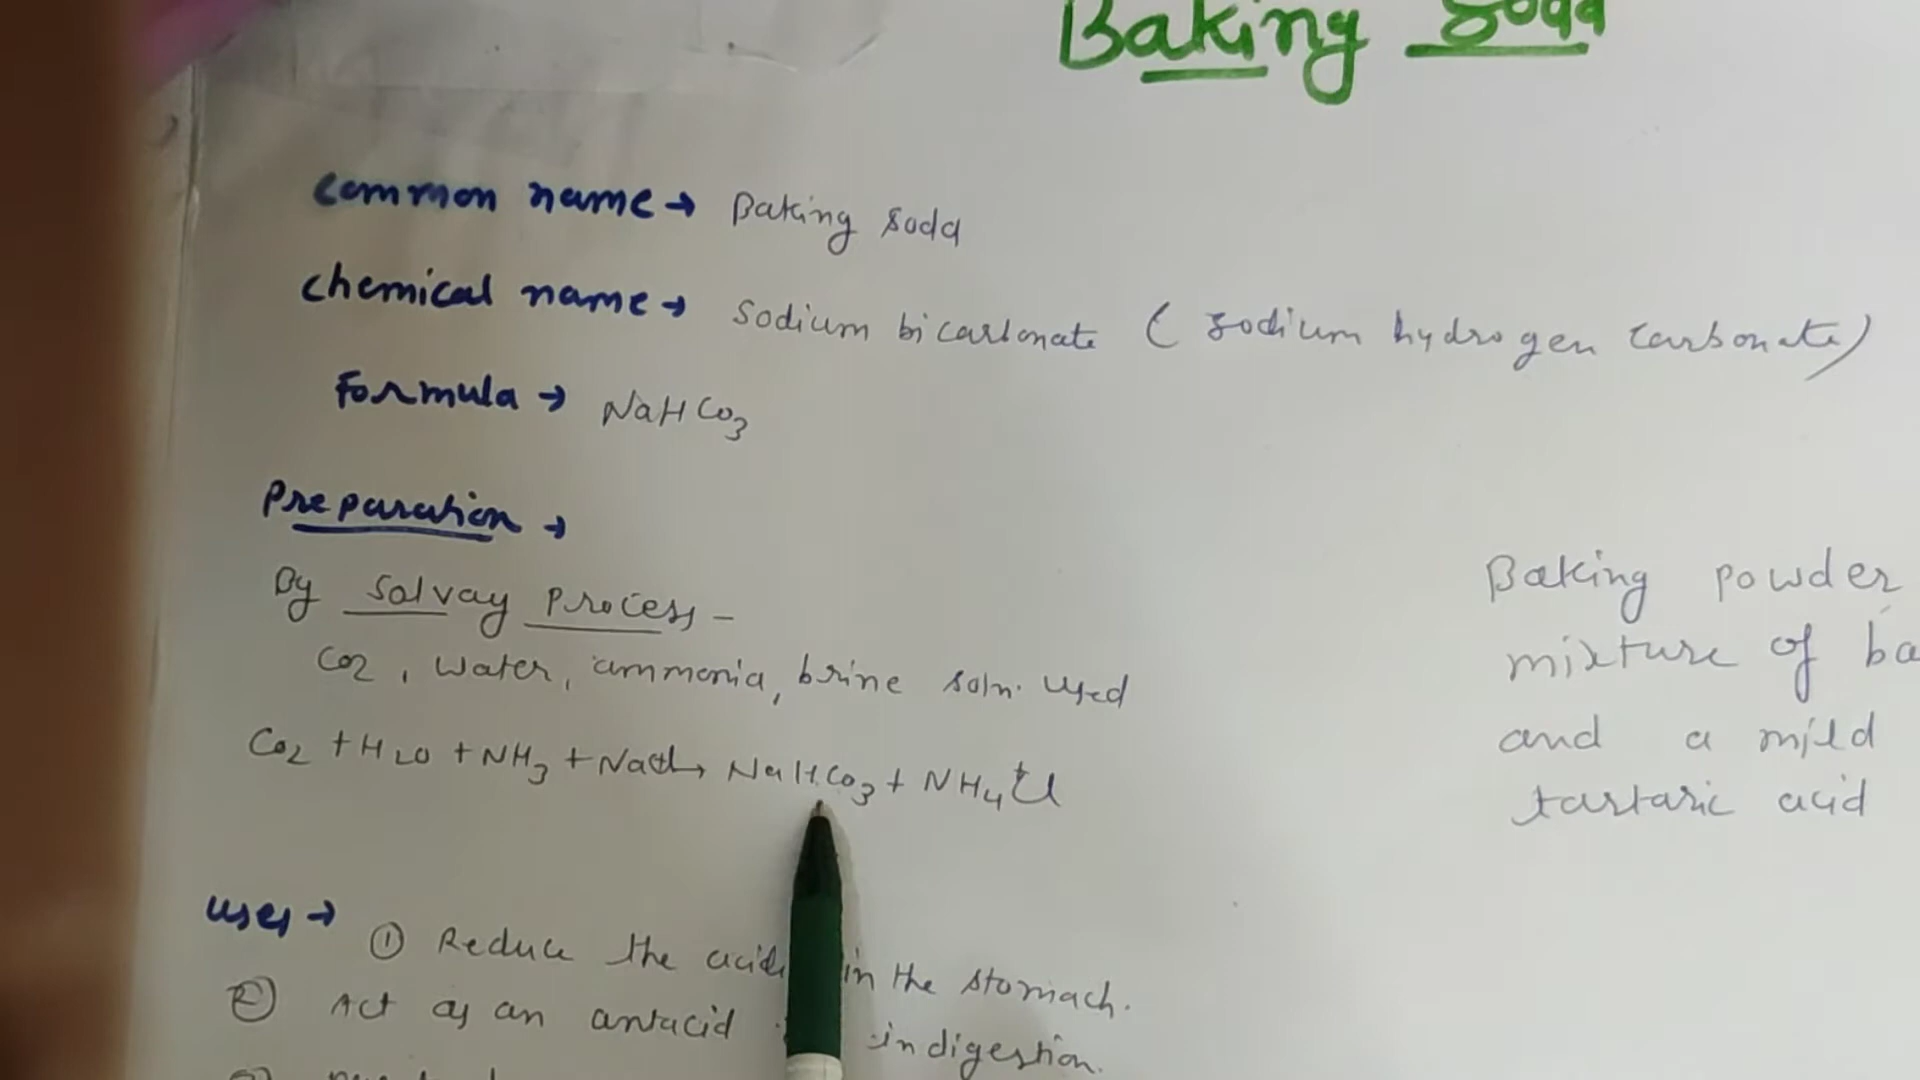 Baking soda
Common name → Baking soda
Chemical name → Sodium bicarbonate ( sodium hydrogen carbonate)
Formula → NaHCO3
Preparation →
By Solvay Process -
CO2, Water, ammonia, brine soln. used
CO2 + H2O + NH3 + NaCl → NaHCO3 + NH4Cl
Baking powder
mixture of ba
and a mild
tartaric acid
Uses → ① Reduce the acid in the stomach.
② Act as an antacid indigestion.